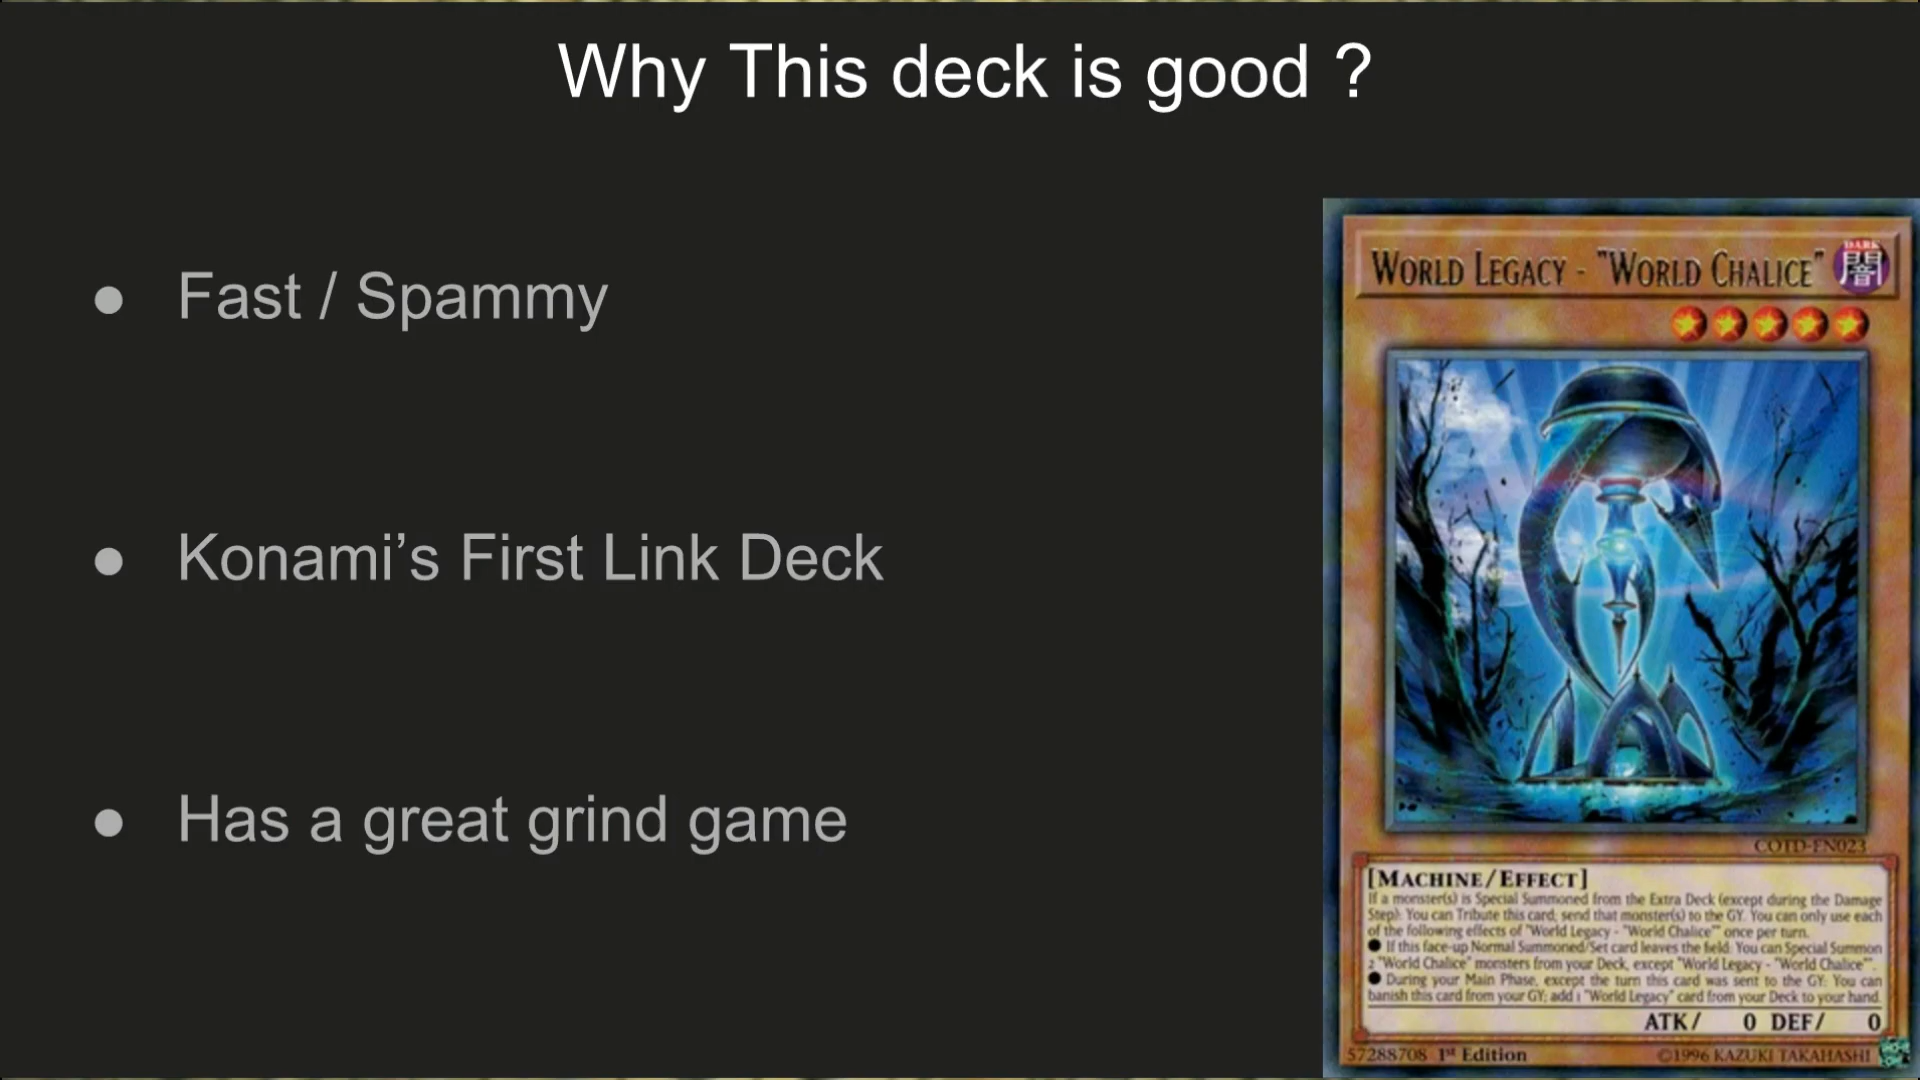 Why This deck is good ?
● Fast / Spammy
● Konami’s First Link Deck
● Has a great grind game
WORLD LEGACY - "WORLD CHALICE"
DARK
闇
COTD-EN023
[MACHINE/EFFECT]
If a monster(s) is Special Summoned from the Extra Deck (except during the Damage
Step): You can Tribute this card; send that monster(s) to the GY. You can only use each
of the following effects of "World Legacy - "World Chalice"" once per turn.
● If this face-up Normal Summoned/Set card leaves the field: You can Special Summon
2 "World Chalice" monsters from your Deck, except "World Legacy - "World Chalice"".
● During your Main Phase, except the turn this card was sent to the GY: You can
banish this card from your GY; add 1 "World Legacy" card from your Deck to your hand.
ATK/ 0 DEF/ 0
57288708 1st Edition
©1996 KAZUKI TAKAHASHI